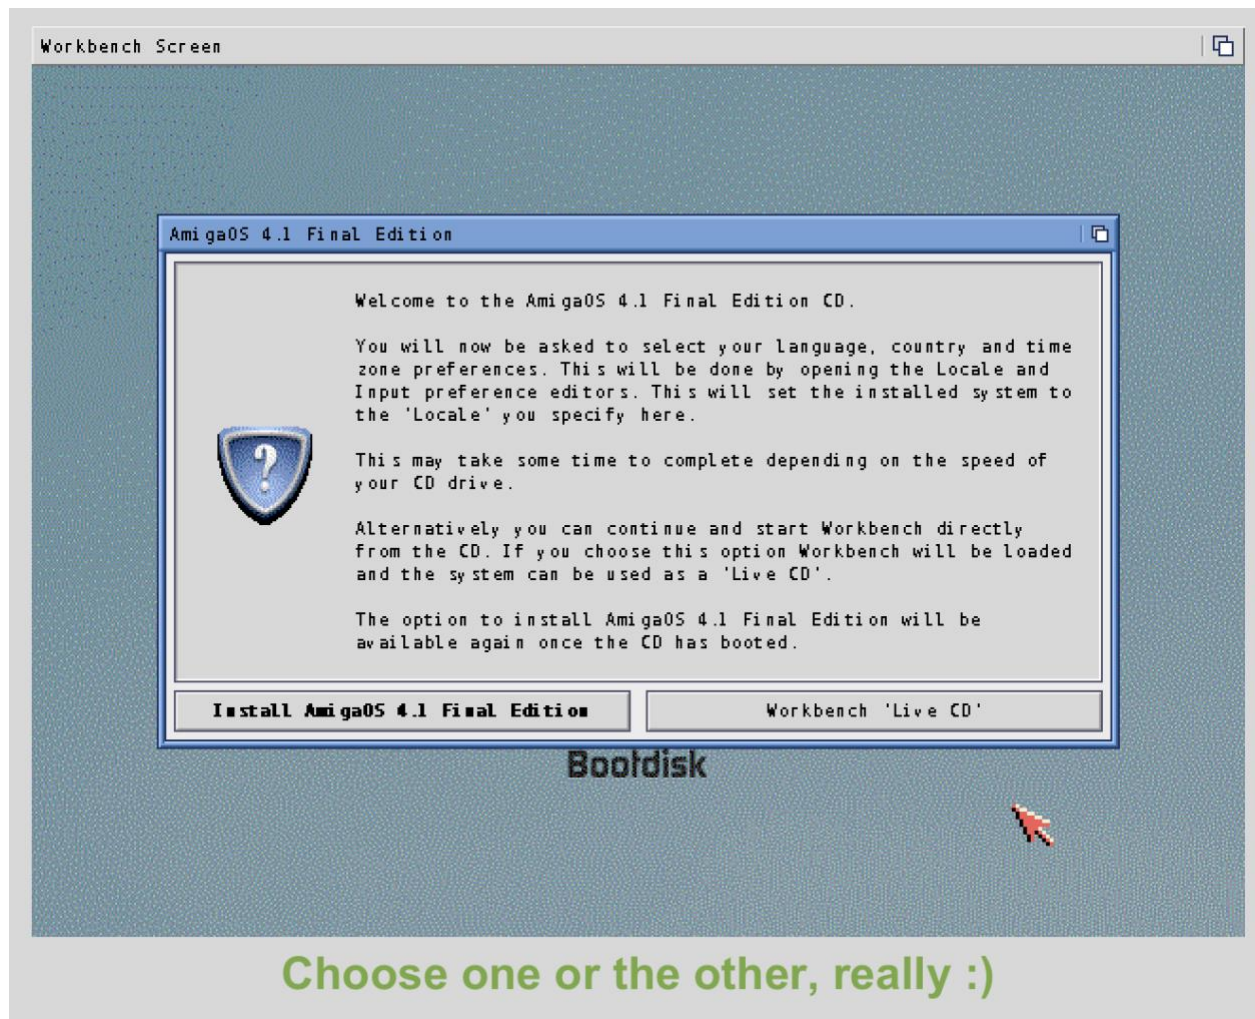 Workbench Screen
AmigaOS 4.1 Final Edition
Welcome to the AmigaOS 4.1 Final Edition CD.
You will now be asked to select your language, country and time
zone preferences. This will be done by opening the Locale and
Input preference editors. This will set the installed system to
the 'Locale' you specify here.
This may take some time to complete depending on the speed of
your CD drive.
Alternatively you can continue and start Workbench directly
from the CD. If you choose this option Workbench will be loaded
and the system can be used as a 'Live CD'.
The option to install AmigaOS 4.1 Final Edition will be
available again once the CD has booted.
Install AmigaOS 4.1 Final Edition
Workbench 'Live CD'
Bootdisk
Choose one or the other, really :)